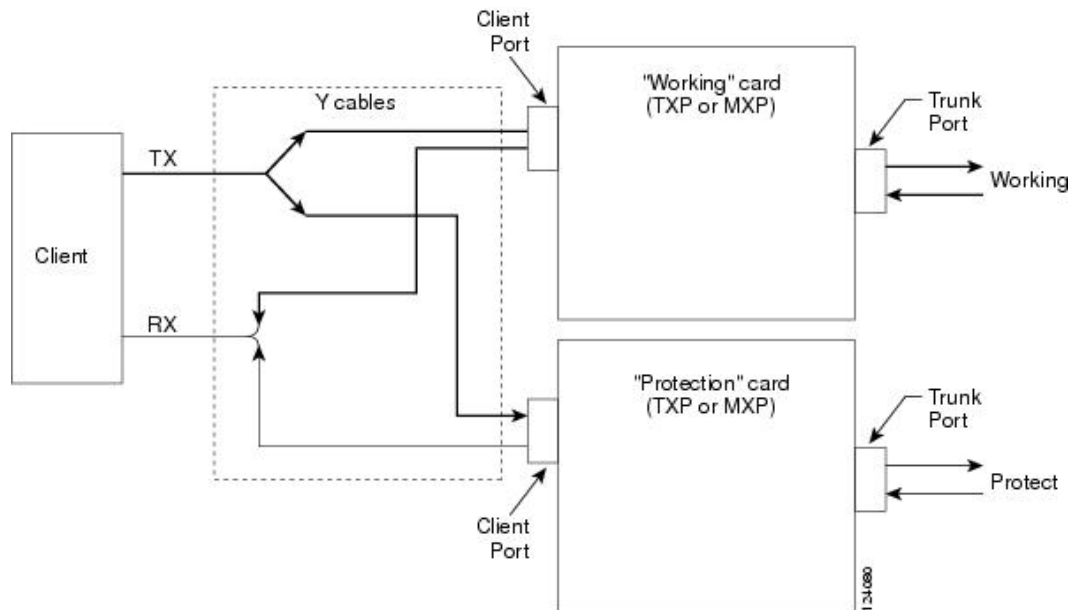 Client
Port
"Working" card
(TXP or MXP)
Trunk
Port
Y cables
TX
Working
Client
RX
"Protection" card
(TXP or MXP)
Trunk
Port
Protect
Client
Port
124080